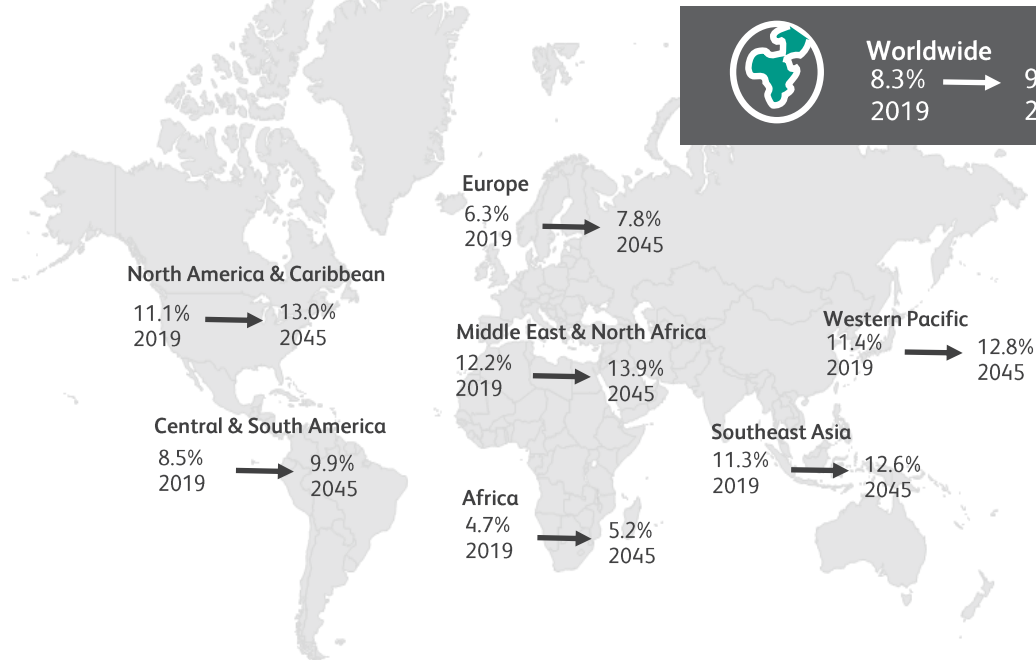 Worldwide
8.3% 9
2019 2
Europe
6.3% 7.8%
2019 2045
North America & Caribbean
11.1% 13.0%
2019 2045
Middle East & North Africa
12.2% 13.9%
2019 2045
Western Pacific
11.4% 12.8%
2019 2045
Central & South America
8.5% 9.9%
2019 2045
Southeast Asia
11.3% 12.6%
2019 2045
Africa
4.7% 5.2%
2019 2045